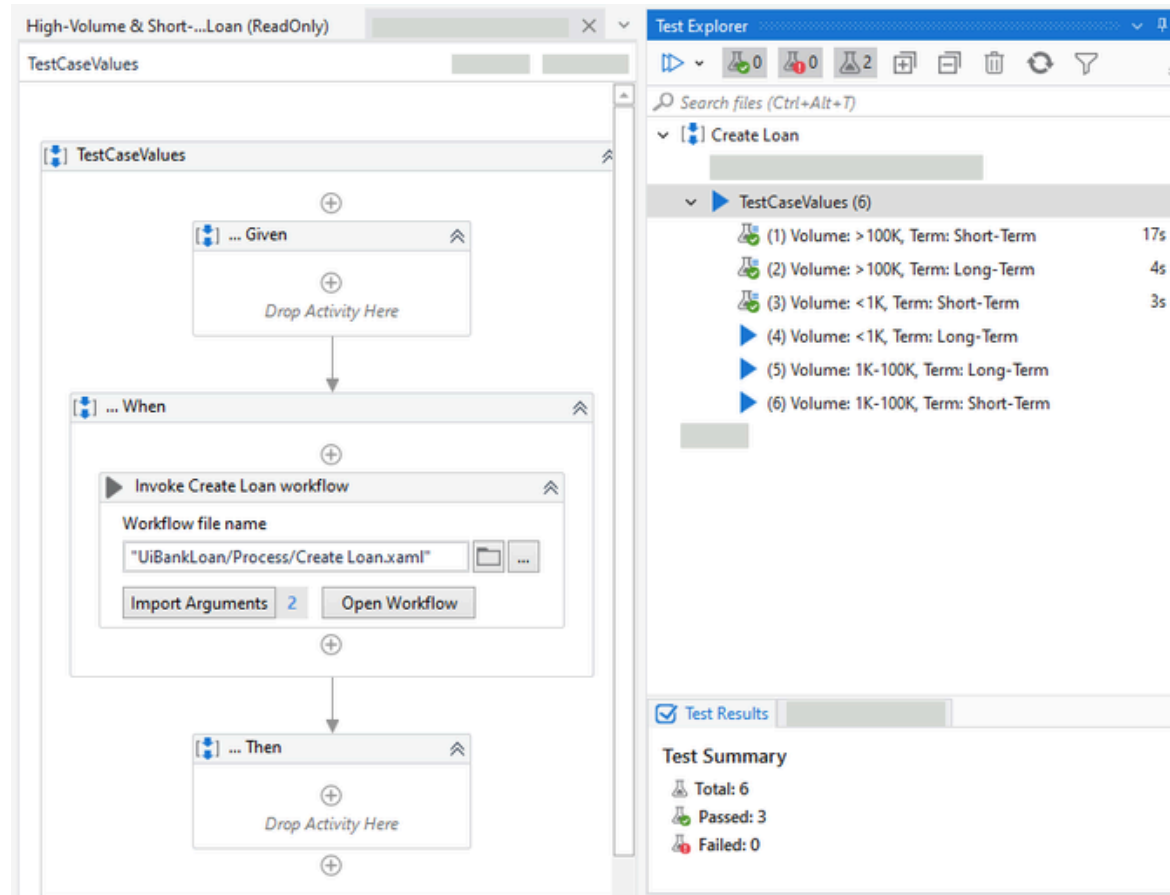 High-Volume & Short-...Loan (ReadOnly)
TestCaseValues
TestCaseValues
... Given
Drop Activity Here
... When
Invoke Create Loan workflow
Workflow file name
"UiBankLoan/Process/Create Loan.xaml"
...
Import Arguments 2 Open Workflow
... Then
Drop Activity Here
Test Explorer
0 0 2
Search files (Ctrl+Alt+T)
Create Loan
TestCaseValues (6)
(1) Volume: >100K, Term: Short-Term 17s
(2) Volume: >100K, Term: Long-Term 4s
(3) Volume: <1K, Term: Short-Term 3s
(4) Volume: <1K, Term: Long-Term
(5) Volume: 1K-100K, Term: Long-Term
(6) Volume: 1K-100K, Term: Short-Term
Test Results
Test Summary
Total: 6
Passed: 3
Failed: 0